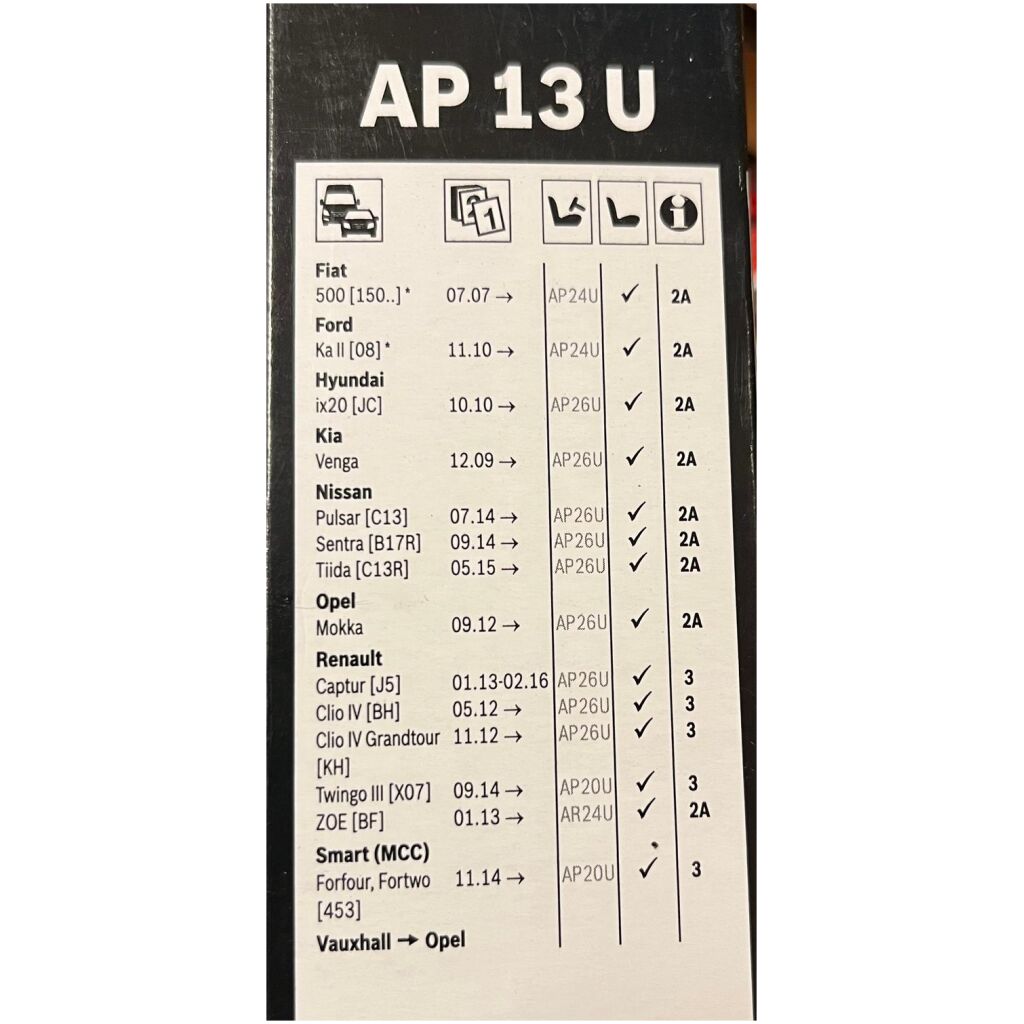 AP 13 U
2 1
i
Fiat
500 [150..]* 07.07 → AP24U ✓ 2A
Ford
Ka II [08] * 11.10 → AP24U ✓ 2A
Hyundai
ix20 [JC] 10.10 → AP26U ✓ 2A
Kia
Venga 12.09 → AP26U ✓ 2A
Nissan
Pulsar [C13] 07.14 → AP26U ✓ 2A
Sentra [B17R] 09.14 → AP26U ✓ 2A
Tiida [C13R] 05.15 → AP26U ✓ 2A
Opel
Mokka 09.12 → AP26U ✓ 2A
Renault
Captur [J5] 01.13-02.16 AP26U ✓ 3
Clio IV [BH] 05.12 → AP26U ✓ 3
Clio IV Grandtour 11.12 → AP26U ✓ 3
[KH]
Twingo III [X07] 09.14 → AP20U ✓ 3
ZOE [BF] 01.13 → AR24U ✓ 2A
Smart (MCC)
Forfour, Fortwo 11.14 → AP20U ✓ 3
[453]
Vauxhall → Opel